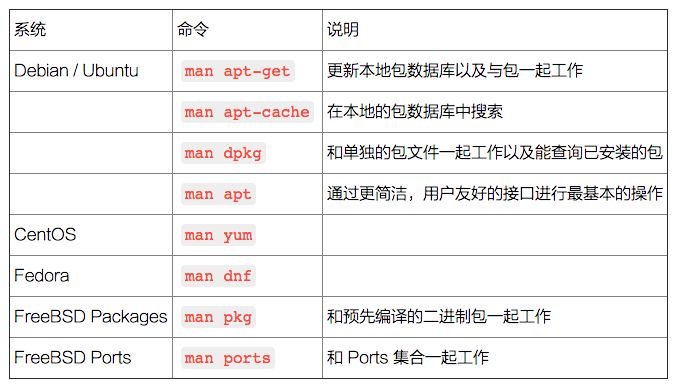 系统 命令 说明
Debian / Ubuntu man apt-get 更新本地包数据库以及与包一起工作
man apt-cache 在本地的包数据库中搜索
man dpkg 和单独的包文件一起工作以及能查询已安装的包
man apt 通过更简洁，用户友好的接口进行最基本的操作
CentOS man yum
Fedora man dnf
FreeBSD Packages man pkg 和预先编译的二进制包一起工作
FreeBSD Ports man ports 和 Ports 集合一起工作